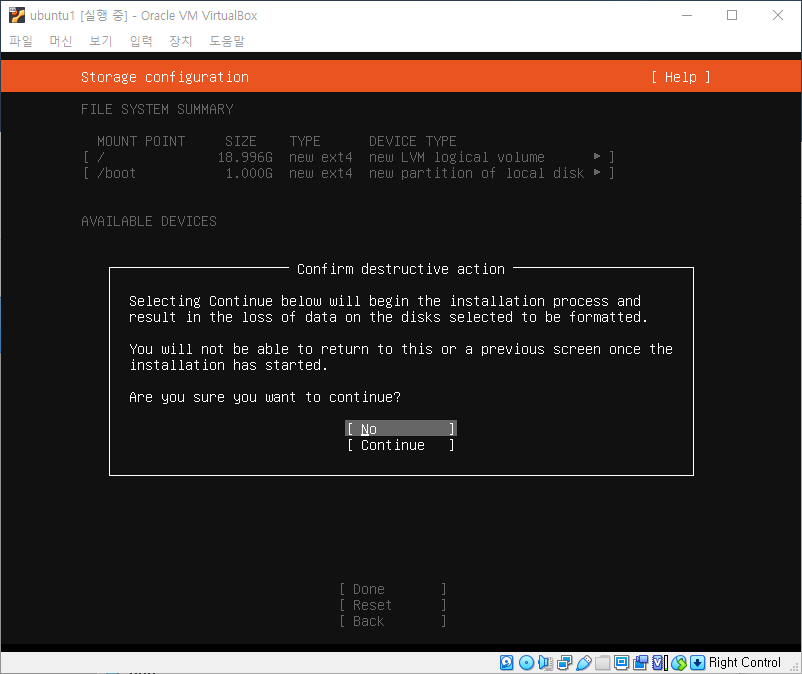 ubuntu1 [실행 중] - Oracle VM VirtualBox
파일 머신 보기 입력 장치 도움말
Storage configuration [ Help ]
FILE SYSTEM SUMMARY
MOUNT POINT SIZE TYPE DEVICE TYPE
[ / 18.996G new ext4 new LVM logical volume ▸ ]
[ /boot 1.000G new ext4 new partition of local disk ▸ ]
AVAILABLE DEVICES
Confirm destructive action
Selecting Continue below will begin the installation process and
result in the loss of data on the disks selected to be formatted.
You will not be able to return to this or a previous screen once the
installation has started.
Are you sure you want to continue?
[ No ]
[ Continue ]
[ Done ]
[ Reset ]
[ Back ]
Right Control